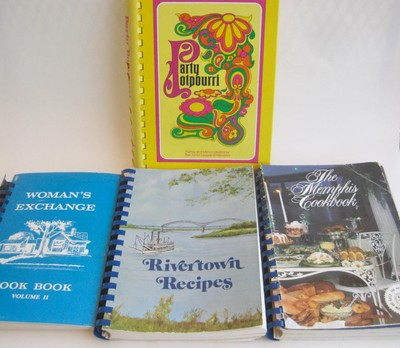 Party
Potpourri
WOMAN'S
EXCHANGE
OOK BOOK
VOLUME II
Rivertown
Recipes
The
Memphis
Cookbook